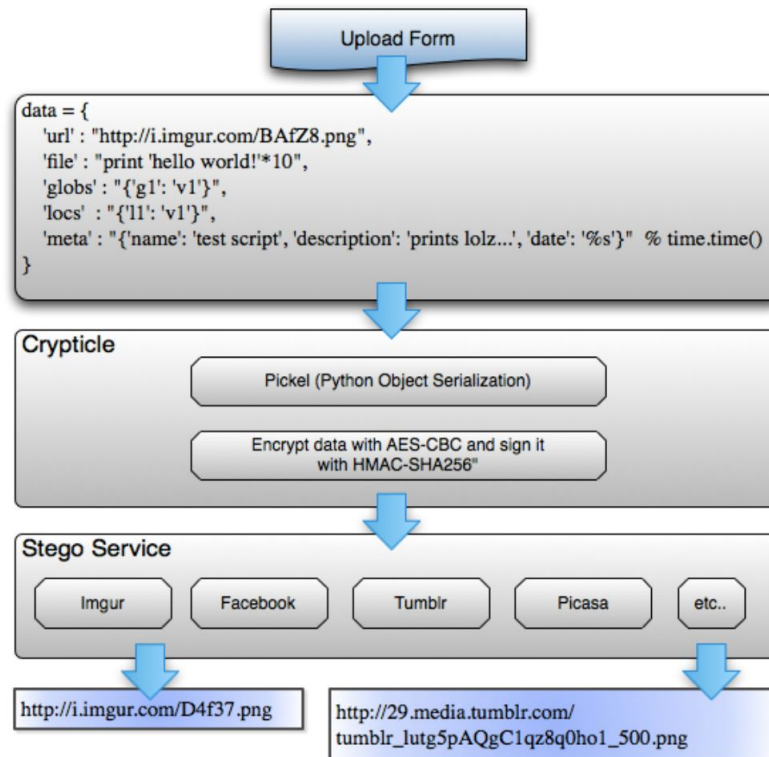 Upload Form
data = {
'url' : "http://i.imgur.com/BAfZ8.png",
'file' : "print 'hello world!'*10",
'globs' : "{'g1': 'v1'}",
'locs' : "{'l1': 'v1'}",
'meta' : "{'name': 'test script', 'description': 'prints lolz...', 'date': '%s'}" % time.time()
}
Crypticle
Pickel (Python Object Serialization)
Encrypt data with AES-CBC and sign it
with HMAC-SHA256"
Stego Service
Imgur
Facebook
Tumblr
Picasa
etc..
http://i.imgur.com/D4f37.png
http://29.media.tumblr.com/
tumblr_lutg5pAQgC1qz8q0ho1_500.png